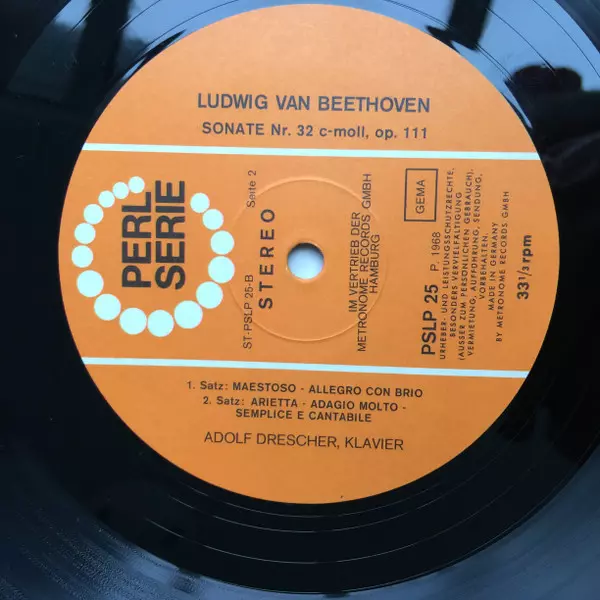 LUDWIG VAN BEETHOVEN
SONATE Nr. 32 c-moll, op. 111
PERL
SERIE
ST-PSLP 25-B
Seite 2
STEREO
IM VERTRIEB DER
METRONOME RECORDS GMBH
HAMBURG
GEMA
PSLP 25 P. 1968
URHEBER- UND LEISTUNGSSCHUTZRECHTE,
BESONDERS VERVIELFÄLTIGUNG
(AUSSER ZUM PERSÖNLICHEN GEBRAUCH),
VERMIETUNG, AUFFÜHRUNG, SENDUNG,
VORBEHALTEN.
MADE IN GERMANY
BY METRONOME RECORDS GMBH
33 1/3 rpm
1. Satz: MAESTOSO - ALLEGRO CON BRIO
2. Satz: ARIETTA - ADAGIO MOLTO -
SEMPLICE E CANTABILE
ADOLF DRESCHER, KLAVIER